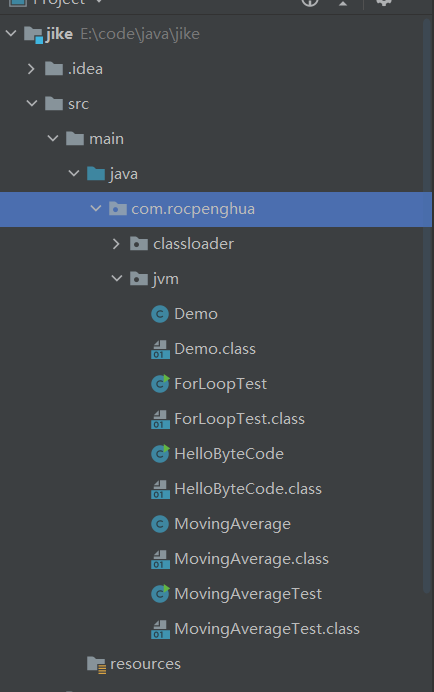 Project
jike E:\code\java\jike
.idea
src
main
java
com.rocpenghua
classloader
jvm
Demo
Demo.class
ForLoopTest
ForLoopTest.class
HelloByteCode
HelloByteCode.class
MovingAverage
MovingAverage.class
MovingAverageTest
MovingAverageTest.class
resources